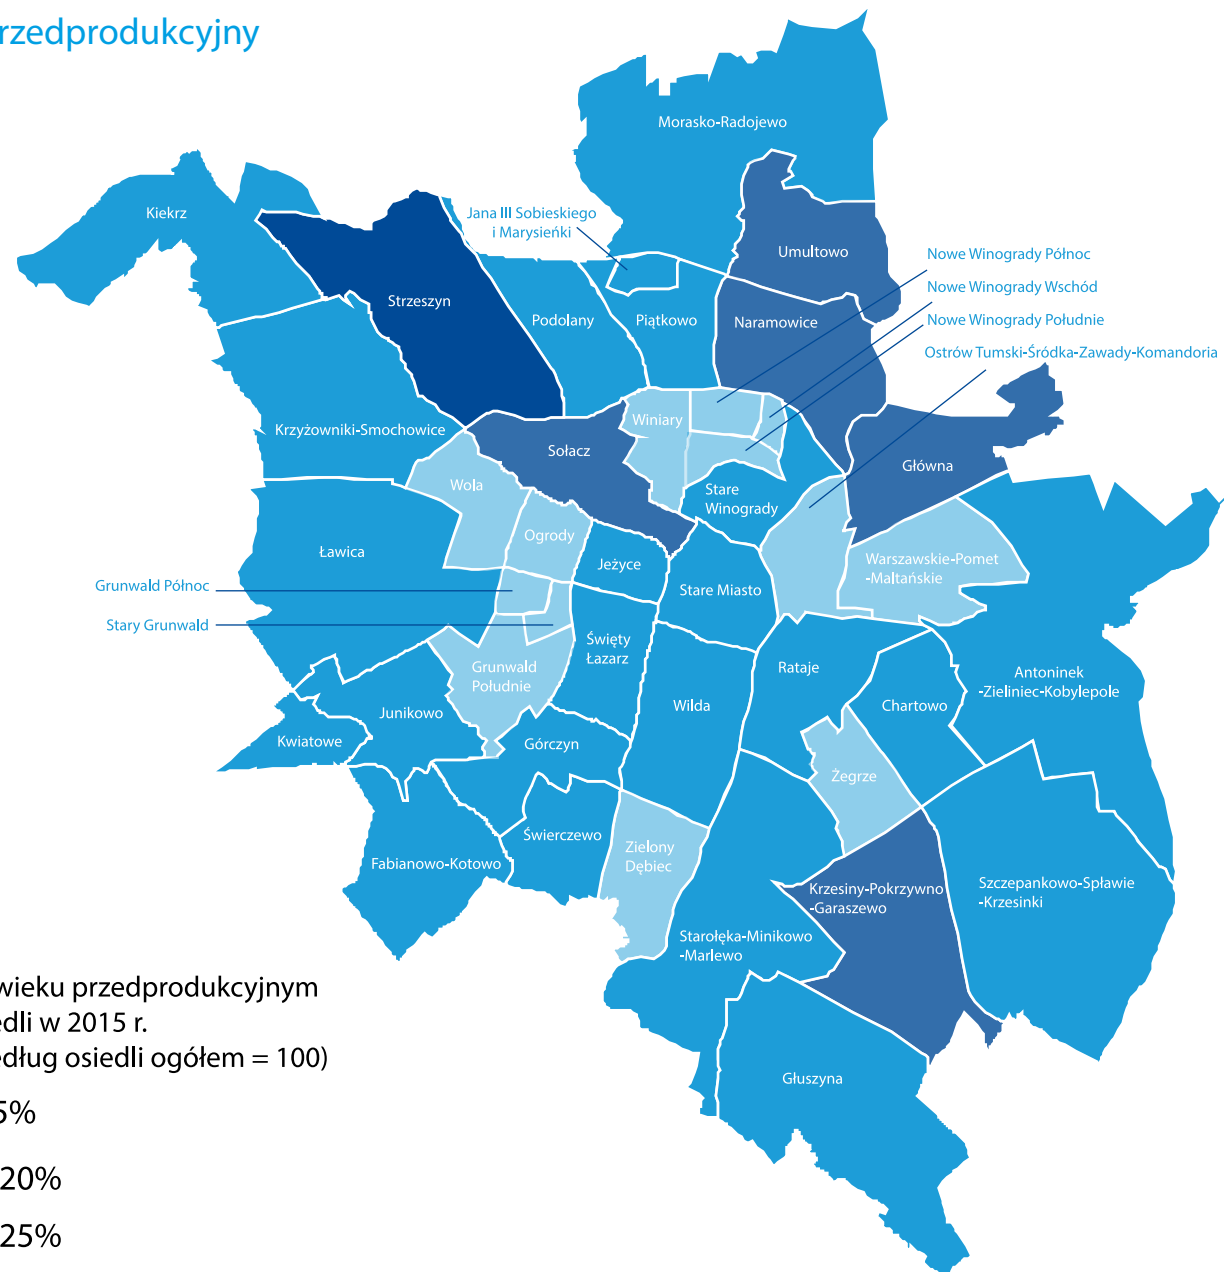 rzedprodukcyjny
Morasko-Radojewo
Kiekrz
Jana III Sobieskiego
i Marysieńki
Umultowo
Nowe Winogrady Północ
Nowe Winogrady Wschód
Strzeszyn
Podolany
Piątkowo
Naramowice
Nowe Winogrady Południe
Ostrów Tumski-Śródka-Zawady-Komandoria
Krzyżowniki-Smochowice
Winiary
Sołacz
Główna
Wola
Stare
Winogrady
Ogrody
Ławica
Jeżyce
Warszawskie-Pomet
-Maltańskie
Grunwald Północ
Stare Miasto
Stary Grunwald
Święty
Łazarz
Grunwald
Południe
Rataje
Antoninek
-Zieliniec-Kobylepole
Junikowo
Wilda
Chartowo
Kwiatowe
Górczyn
Żegrze
Świerczewo
Fabianowo-Kotowo
Zielony
Dębiec
Krzesiny-Pokrzywno
-Garaszewo
Szczepankowo-Spławie
-Krzesinki
Starołęka-Minikowo
-Marlewo
wieku przedprodukcyjnym
edli w 2015 r.
edług osiedli ogółem = 100)
Głuszyna
5%
20%
25%